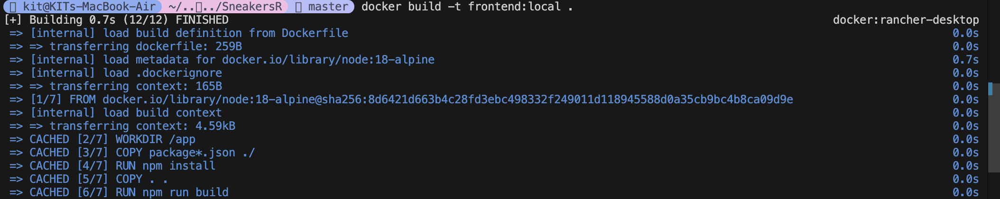 kit@KITs-MacBook-Air ~/..../SneakersR master docker build -t frontend:local .
[+] Building 0.7s (12/12) FINISHED docker:rancher-desktop
=> [internal] load build definition from Dockerfile 0.0s
=> => transferring dockerfile: 259B 0.0s
=> [internal] load metadata for docker.io/library/node:18-alpine 0.7s
=> [internal] load .dockerignore 0.0s
=> => transferring context: 165B 0.0s
=> [1/7] FROM docker.io/library/node:18-alpine@sha256:8d6421d663b4c28fd3ebc498332f249011d118945588d0a35cb9bc4b8ca09d9e 0.0s
=> [internal] load build context 0.0s
=> => transferring context: 4.59kB 0.0s
=> CACHED [2/7] WORKDIR /app 0.0s
=> CACHED [3/7] COPY package*.json ./ 0.0s
=> CACHED [4/7] RUN npm install 0.0s
=> CACHED [5/7] COPY . . 0.0s
=> CACHED [6/7] RUN npm run build 0.0s